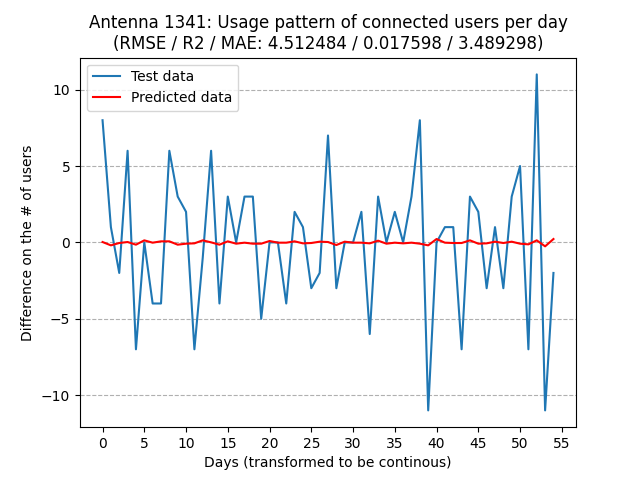 Antenna 1341: Usage pattern of connected users per day
(RMSE / R2 / MAE: 4.512484 / 0.017598 / 3.489298)
Test data
Predicted data
Difference on the # of users
10
5
0
−5
−10
0 5 10 15 20 25 30 35 40 45 50 55
Days (transformed to be continous)